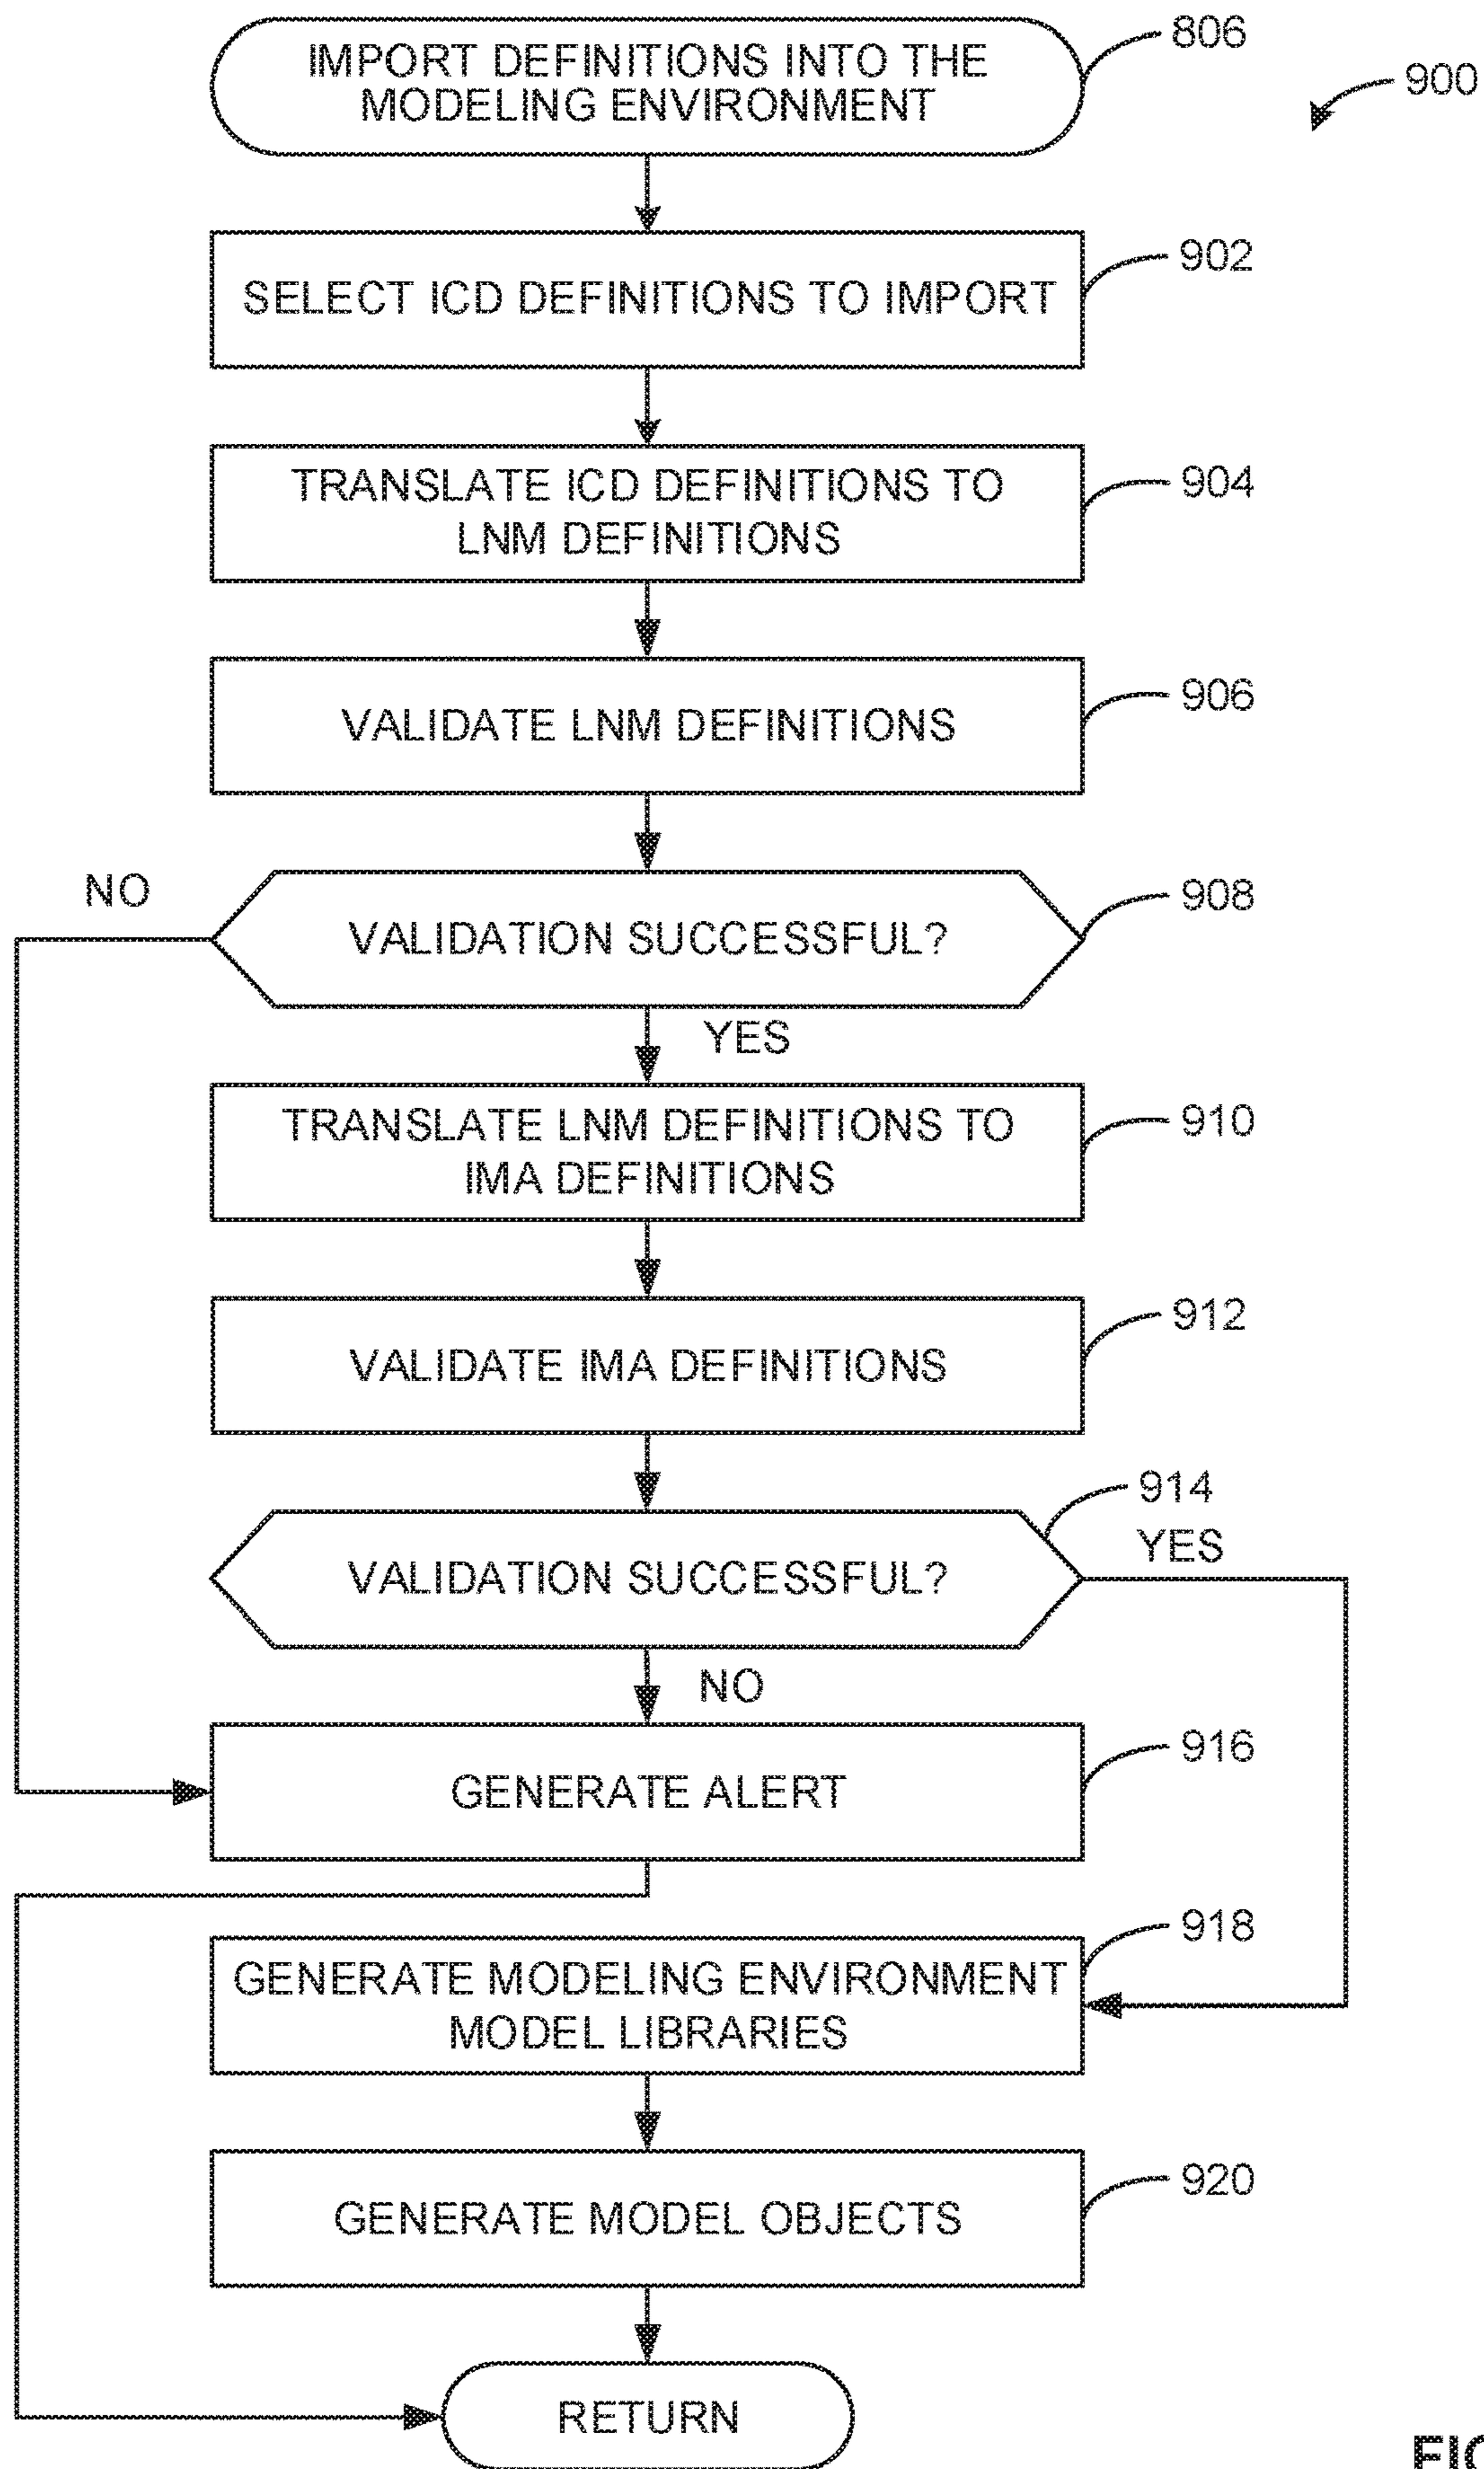 IMPORT DEFINITIONS INTO THE
MODELING ENVIRONMENT
806
900
SELECT ICD DEFINITIONS TO IMPORT
902
TRANSLATE ICD DEFINITIONS TO
LNM DEFINITIONS
904
VALIDATE LNM DEFINITIONS
906
NO
VALIDATION SUCCESSFUL?
908
YES
TRANSLATE LNM DEFINITIONS TO
IMA DEFINITIONS
910
VALIDATE IMA DEFINITIONS
912
VALIDATION SUCCESSFUL?
914
YES
NO
GENERATE ALERT
916
GENERATE MODELING ENVIRONMENT
MODEL LIBRARIES
918
GENERATE MODEL OBJECTS
920
RETURN